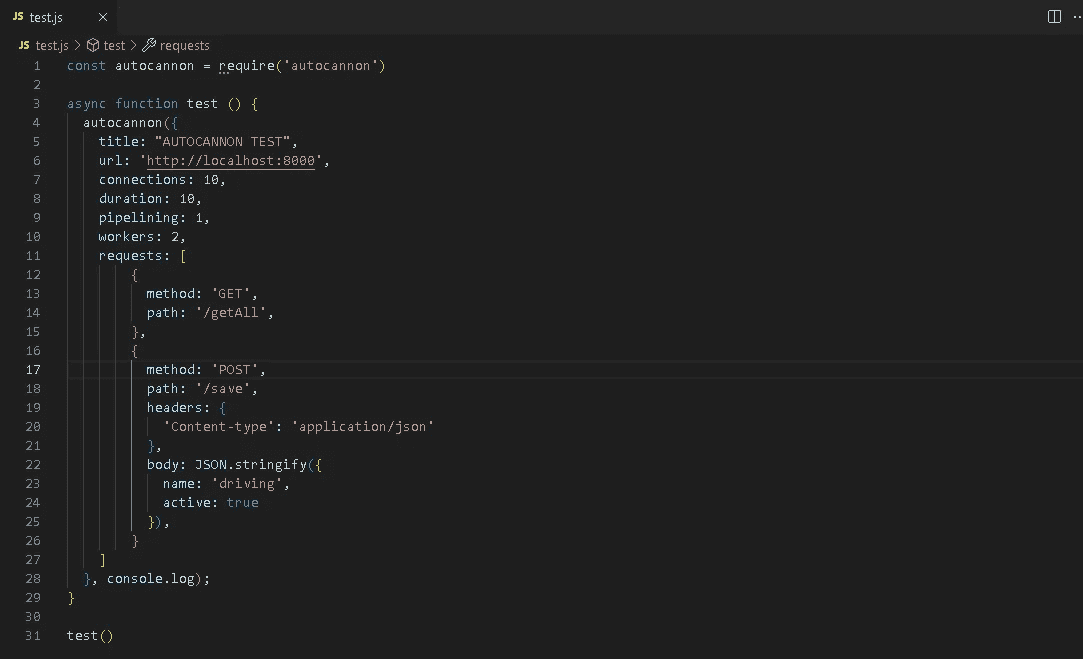 JS test.js ×
JS test.js > test > requests
1 const autocannon = require('autocannon')
2
3 async function test () {
4 autocannon({
5 title: "AUTOCANNON TEST",
6 url: 'http://localhost:8000',
7 connections: 10,
8 duration: 10,
9 pipelining: 1,
10 workers: 2,
11 requests: [
12 {
13 method: 'GET',
14 path: '/getAll',
15 },
16 {
17 method: 'POST',
18 path: '/save',
19 headers: {
20 'Content-type': 'application/json'
21 },
22 body: JSON.stringify({
23 name: 'driving',
24 active: true
25 }),
26 }
27 ]
28 }, console.log);
29 }
30
31 test()